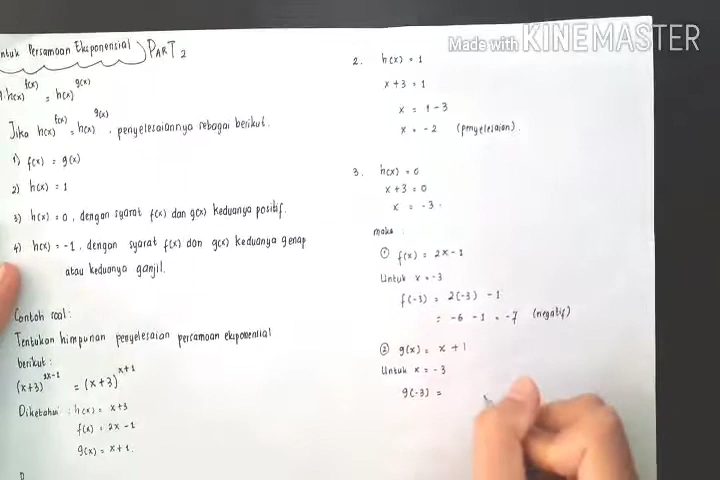 Made with KINEMASTER
ntuk Persamaan Eksponensial PART 2
h(x)^f(x) = h(x)^g(x)
Jika h(x)^f(x) = h(x)^g(x), penyelesaiannya sebagai berikut.
1) f(x) = g(x)
2) h(x) = 1
3) h(x) = 0, dengan syarat f(x) dan g(x) keduanya positif.
4) h(x) = -1, dengan syarat f(x) dan g(x) keduanya genap
atau keduanya ganjil.
Contoh soal:
Tentukan himpunan penyelesaian persamaan eksponensial
berikut:
(x+3)^2x-1 = (x+3)^x+1
Diketahui : h(x) = x+3
f(x) = 2x-1
g(x) = x+1.
2. h(x) = 1
x+3 = 1
x = 1-3
x = -2 (penyelesaian).
3. h(x) = 0
x+3 = 0
x = -3.
maka :
① f(x) = 2x-1
Untuk x = -3
f(-3) = 2(-3) -1
= -6 -1 = -7 (negatif)
② g(x) = x+1
Untuk x = -3
g(-3) =